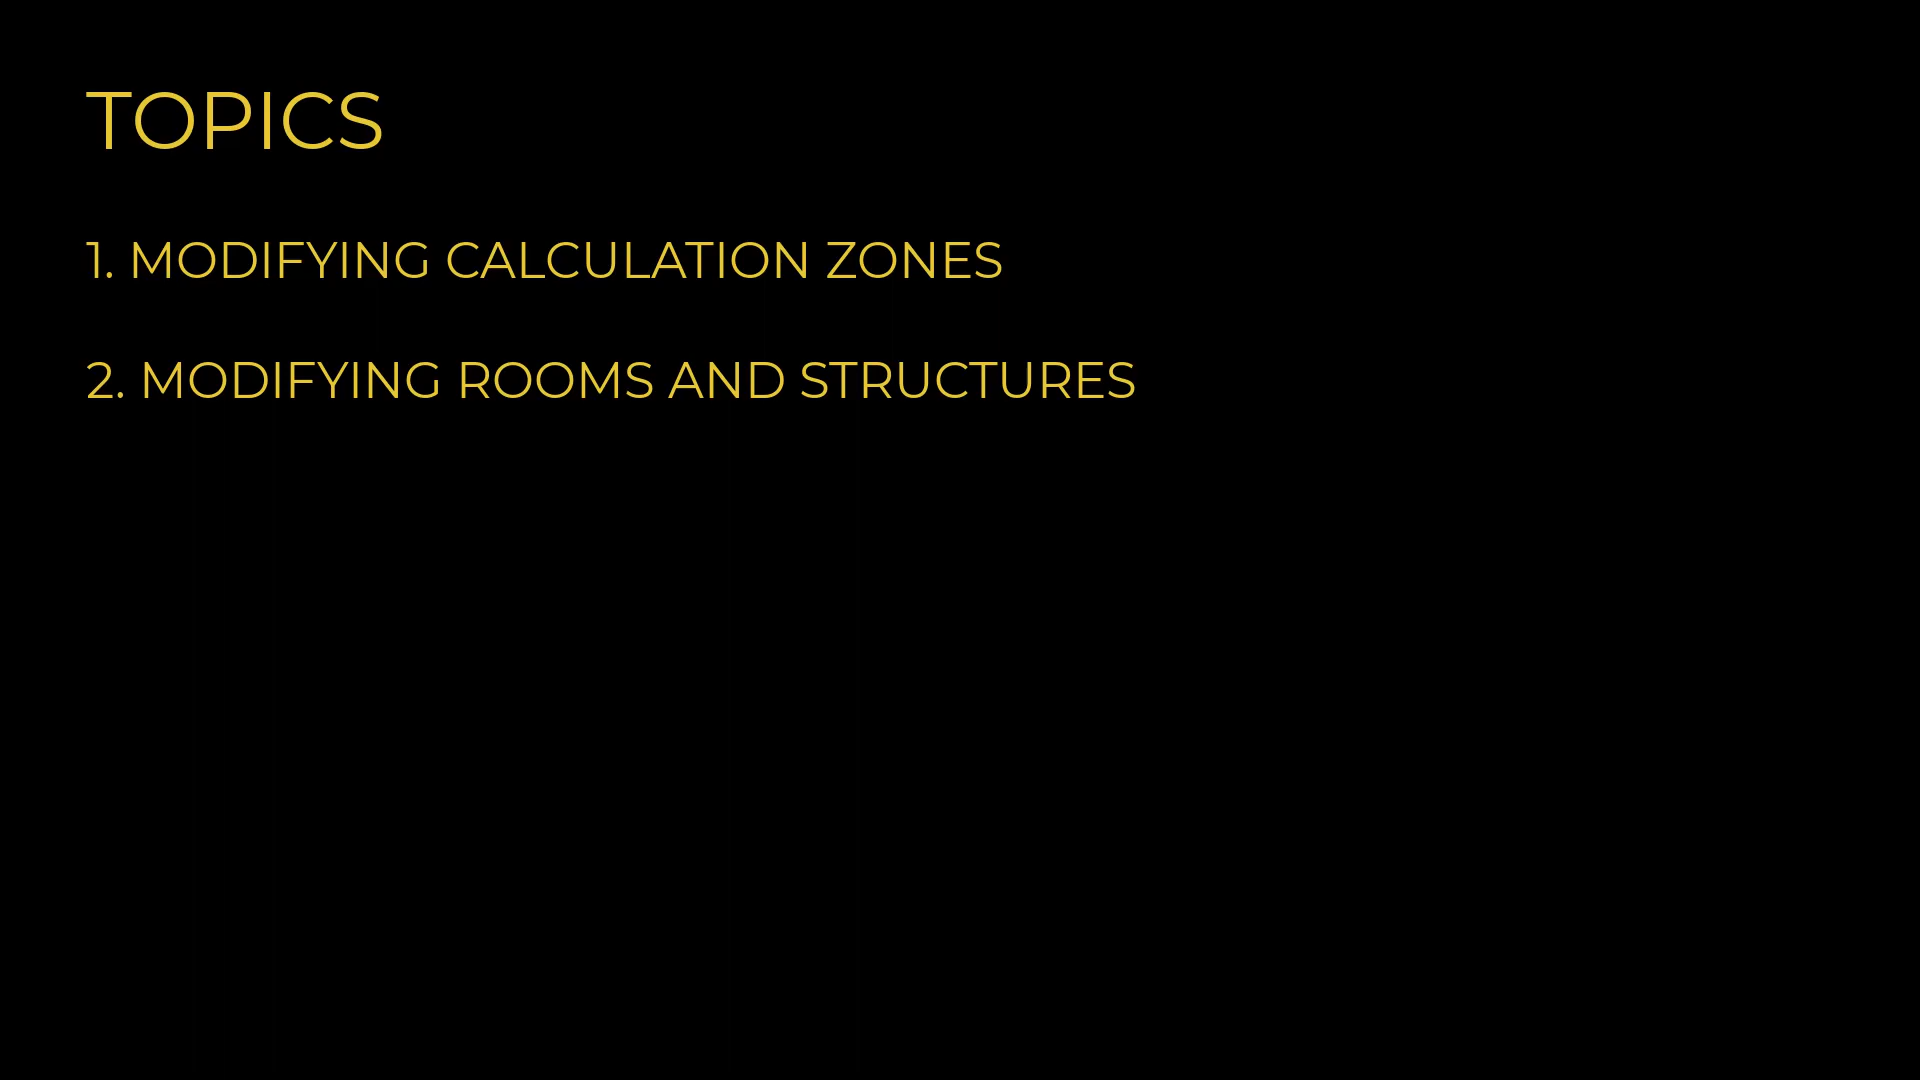 TOPICS
1. MODIFYING CALCULATION ZONES
2. MODIFYING ROOMS AND STRUCTURES